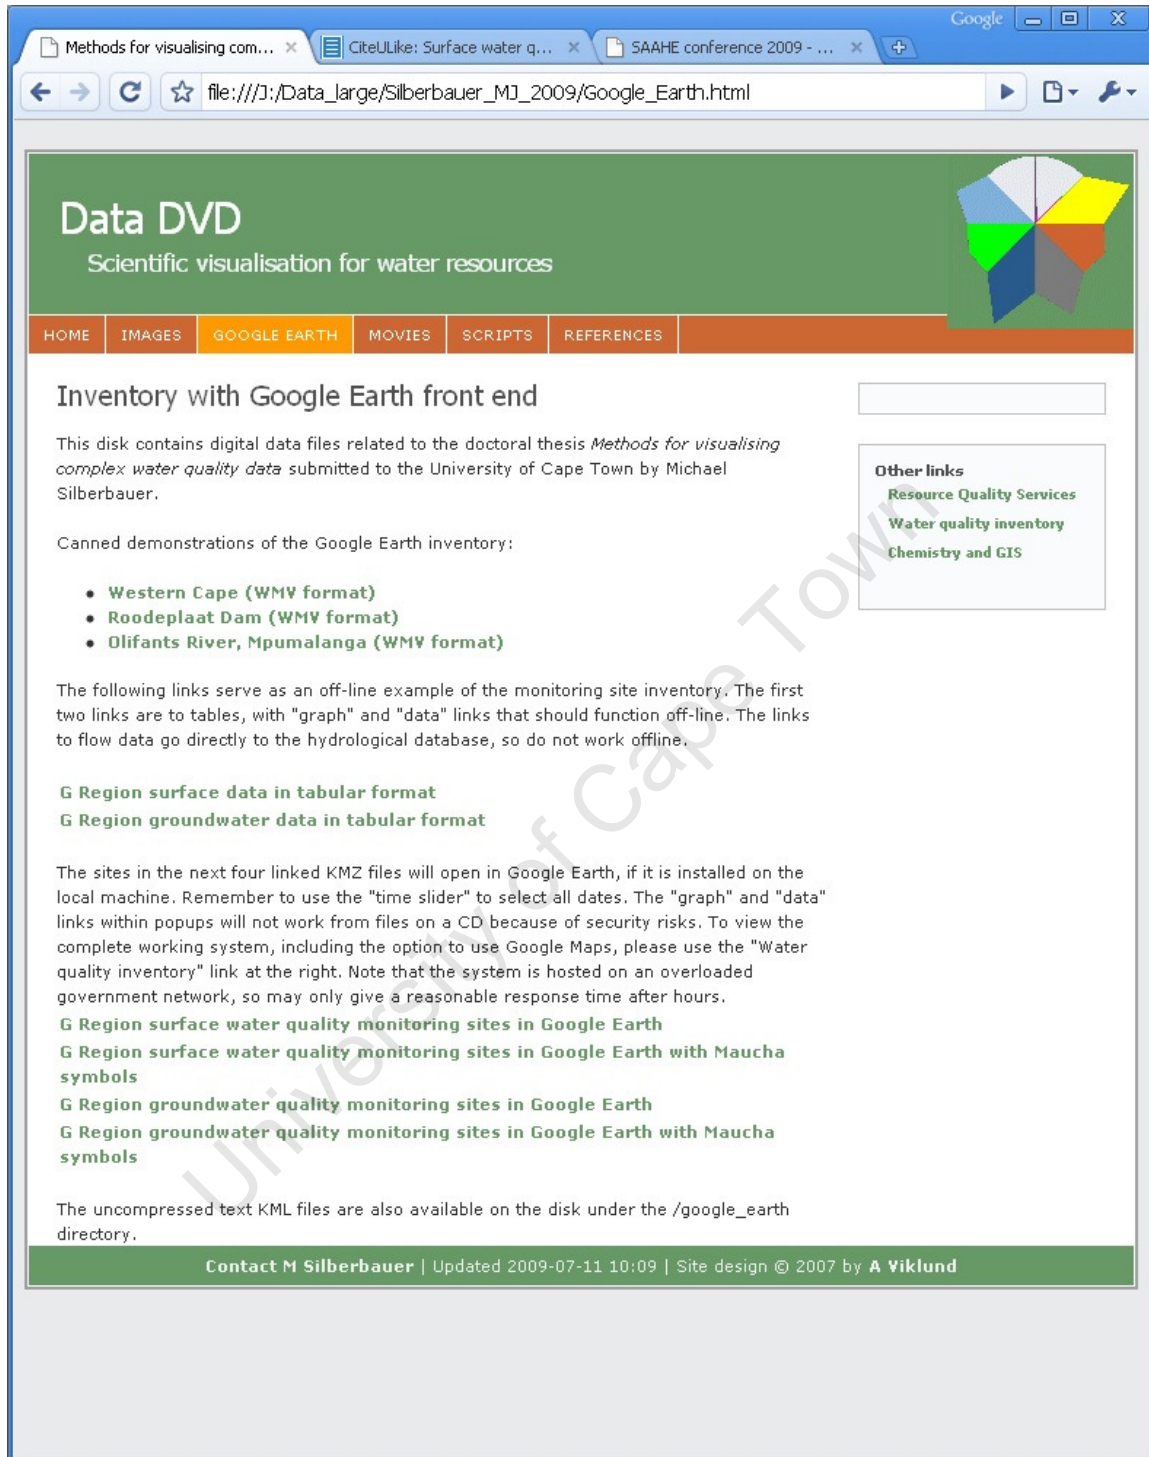 Google
Methods for visualising com...
CiteULike: Surface water q...
SAAHE conference 2009 - ...
file:///J:/Data_large/Silberbauer_MJ_2009/Google_Earth.html
Data DVD
Scientific visualisation for water resources
HOME
IMAGES
GOOGLE EARTH
MOVIES
SCRIPTS
REFERENCES
Inventory with Google Earth front end
This disk contains digital data files related to the doctoral thesis Methods for visualising
complex water quality data submitted to the University of Cape Town by Michael
Silberbauer.
Canned demonstrations of the Google Earth inventory:
Western Cape (WMV format)
Roodeplaat Dam (WMV format)
Olifants River, Mpumalanga (WMV format)
The following links serve as an off-line example of the monitoring site inventory. The first
two links are to tables, with "graph" and "data" links that should function off-line. The links
to flow data go directly to the hydrological database, so do not work offline.
G Region surface data in tabular format
G Region groundwater data in tabular format
The sites in the next four linked KMZ files will open in Google Earth, if it is installed on the
local machine. Remember to use the "time slider" to select all dates. The "graph" and "data"
links within popups will not work from files on a CD because of security risks. To view the
complete working system, including the option to use Google Maps, please use the "Water
quality inventory" link at the right. Note that the system is hosted on an overloaded
government network, so may only give a reasonable response time after hours.
G Region surface water quality monitoring sites in Google Earth
G Region surface water quality monitoring sites in Google Earth with Maucha
symbols
G Region groundwater quality monitoring sites in Google Earth
G Region groundwater quality monitoring sites in Google Earth with Maucha
symbols
The uncompressed text KML files are also available on the disk under the /google_earth
directory.
Other links
Resource Quality Services
Water quality inventory
Chemistry and GIS
Contact M Silberbauer | Updated 2009-07-11 10:09 | Site design © 2007 by A Viklund
University of Cape Town